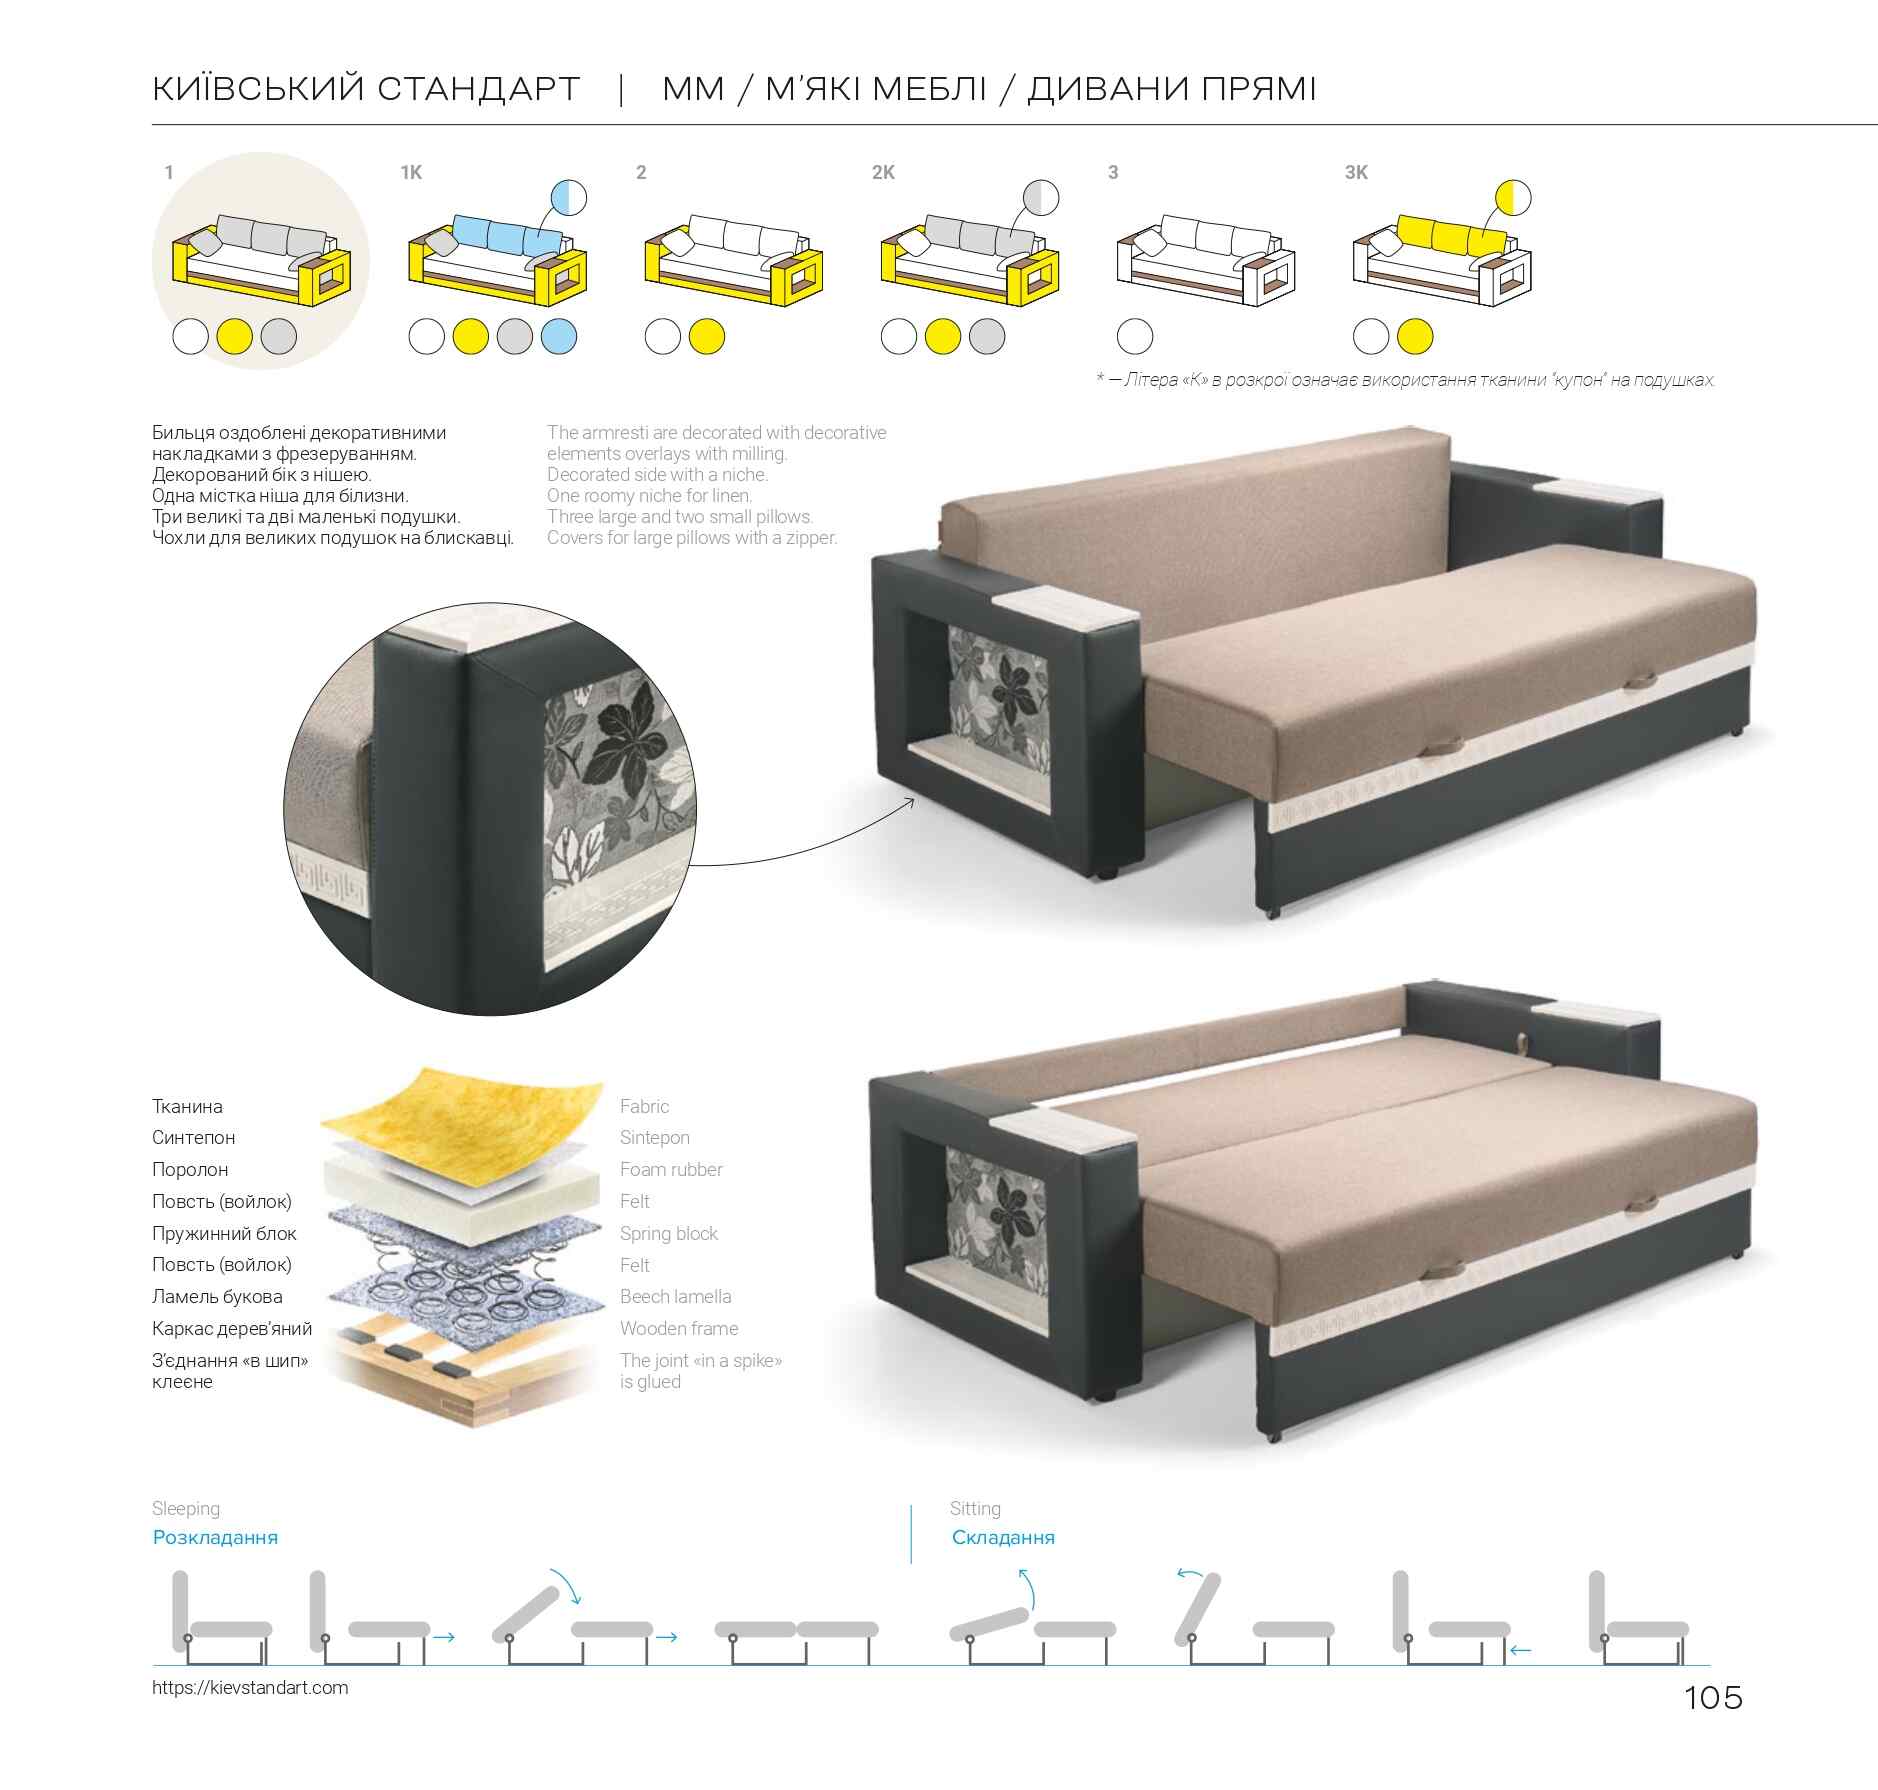 КИЇВСЬКИЙ СТАНДАРТ | ММ / М'ЯКІ МЕБЛІ / ДИВАНИ ПРЯМІ
1 1K 2 2K 3 3K
* — Літера «К» в розкрої означає використання тканини "купон" на подушках.
Бильця оздоблені декоративними
накладками з фрезеруванням.
Декорований бік з нішею.
Одна містка ніша для білизни.
Три великі та дві маленькі подушки.
Чохли для великих подушок на блискавці.
The armresti are decorated with decorative
elements overlays with milling.
Decorated side with a niche.
One roomy niche for linen.
Three large and two small pillows.
Covers for large pillows with a zipper.
Тканина
Синтепон
Поролон
Повсть (войлок)
Пружинний блок
Повсть (войлок)
Ламель букова
Каркас дерев'яний
З'єднання «в шип»
клеєне
Fabric
Sintepon
Foam rubber
Felt
Spring block
Felt
Beech lamella
Wooden frame
The joint «in a spike»
is glued
Sleeping
Розкладання
Sitting
Складання
https://kievstandart.com
105